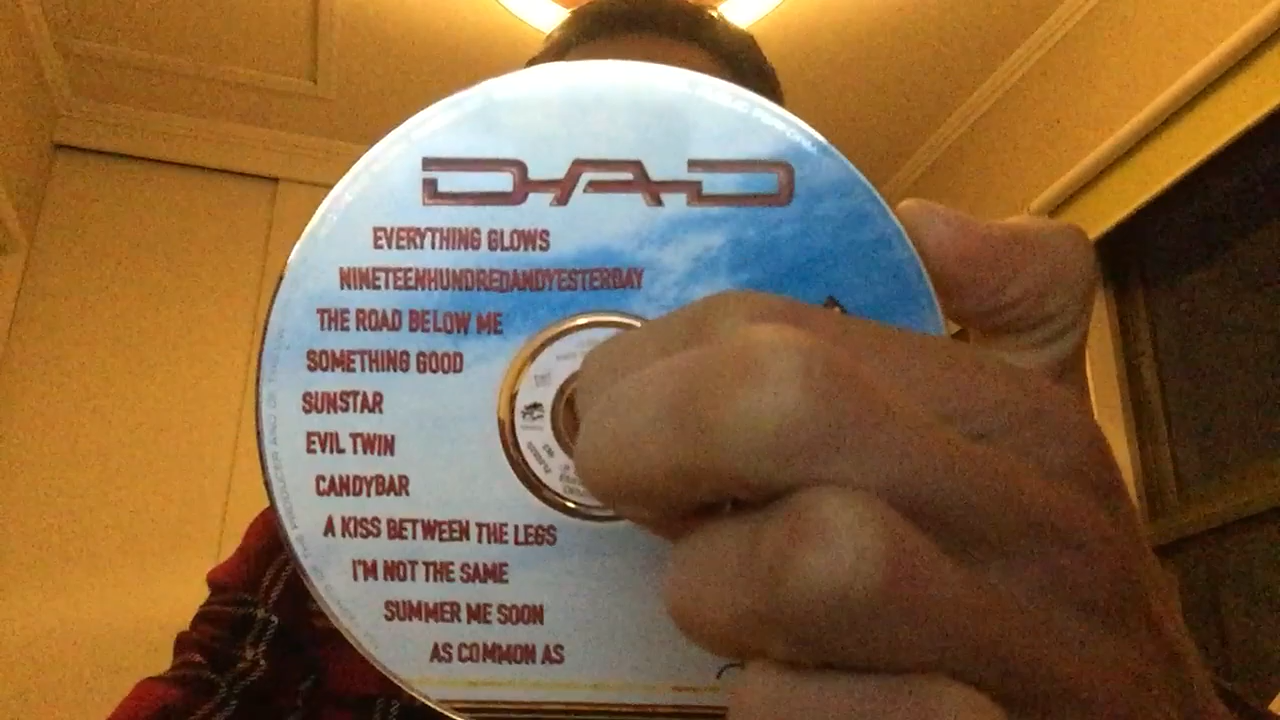 D-A-D
EVERYTHING GLOWS
NINETEENHUNDREDANDYESTERDAY
THE ROAD BELOW ME
SOMETHING GOOD
SUNSTAR
EVIL TWIN
CANDYBAR
A KISS BETWEEN THE LEGS
I'M NOT THE SAME
SUMMER ME SOON
AS COMMON AS